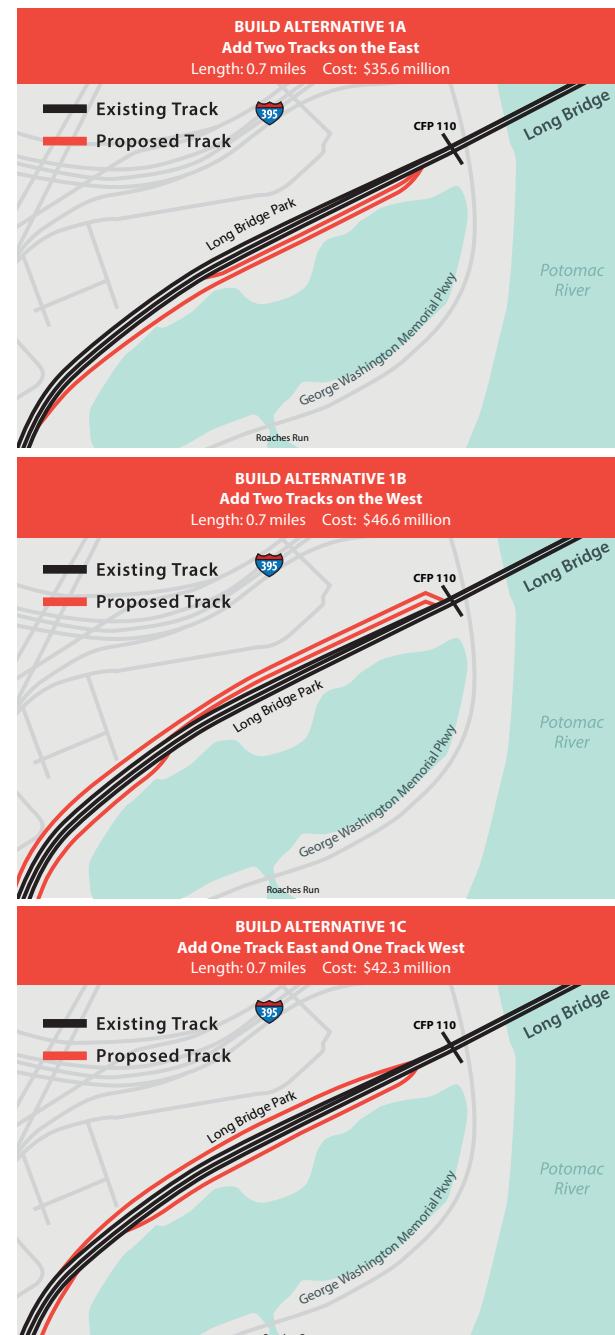 BUILD ALTERNATIVE 1A
Add Two Tracks on the East
Length: 0.7 miles Cost: $35.6 million
Existing Track
395
Proposed Track
CFP 110
Long Bridge
Long Bridge Park
Potomac
River
George Washington Memorial Pkwy
Roaches Run
BUILD ALTERNATIVE 1B
Add Two Tracks on the West
Length: 0.7 miles Cost: $46.6 million
Existing Track
395
Proposed Track
CFP 110
Long Bridge
Long Bridge Park
Potomac
River
George Washington Memorial Pkwy
Roaches Run
BUILD ALTERNATIVE 1C
Add One Track East and One Track West
Length: 0.7 miles Cost: $42.3 million
Existing Track
395
Proposed Track
CFP 110
Long Bridge
Long Bridge Park
Potomac
River
George Washington Memorial Pkwy